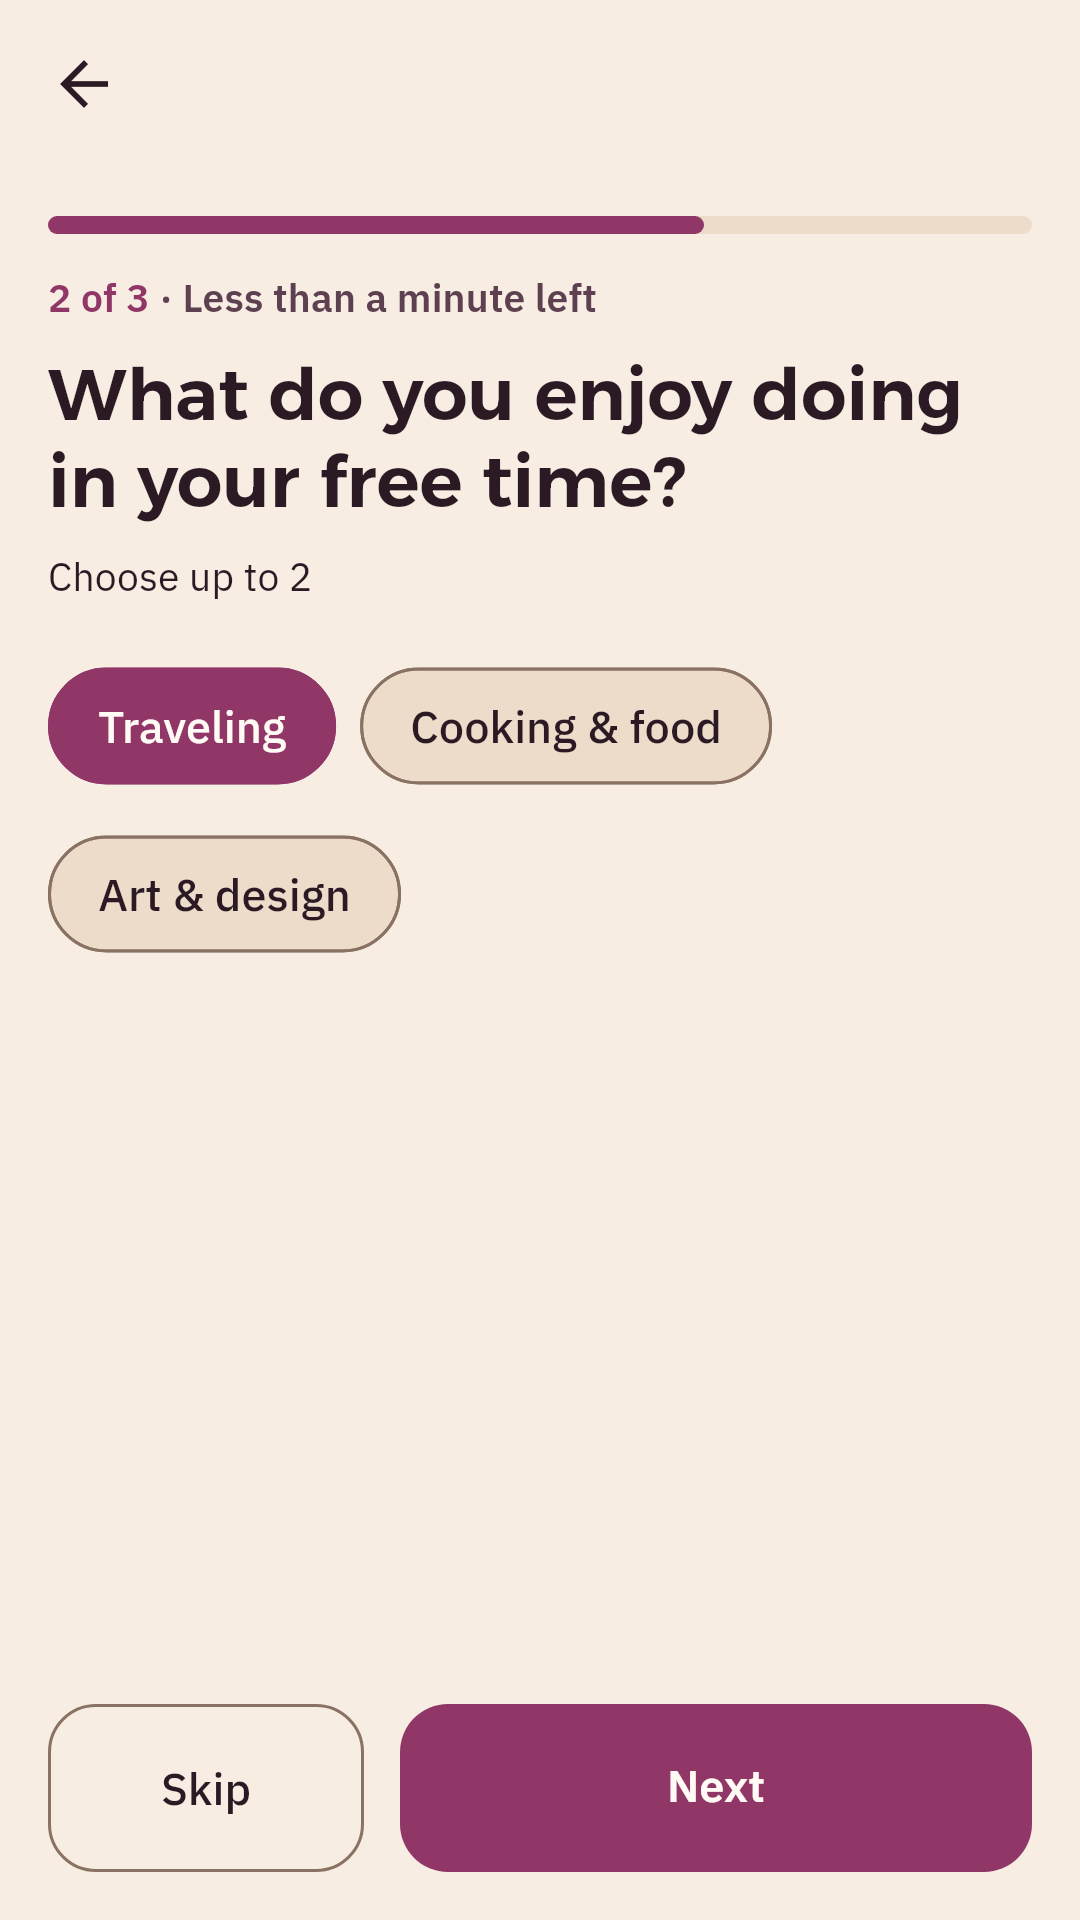 2 of 3 · Less than a minute left
What do you enjoy doing
in your free time?
Choose up to 2
Traveling
Cooking & food
Art & design
Skip
Next